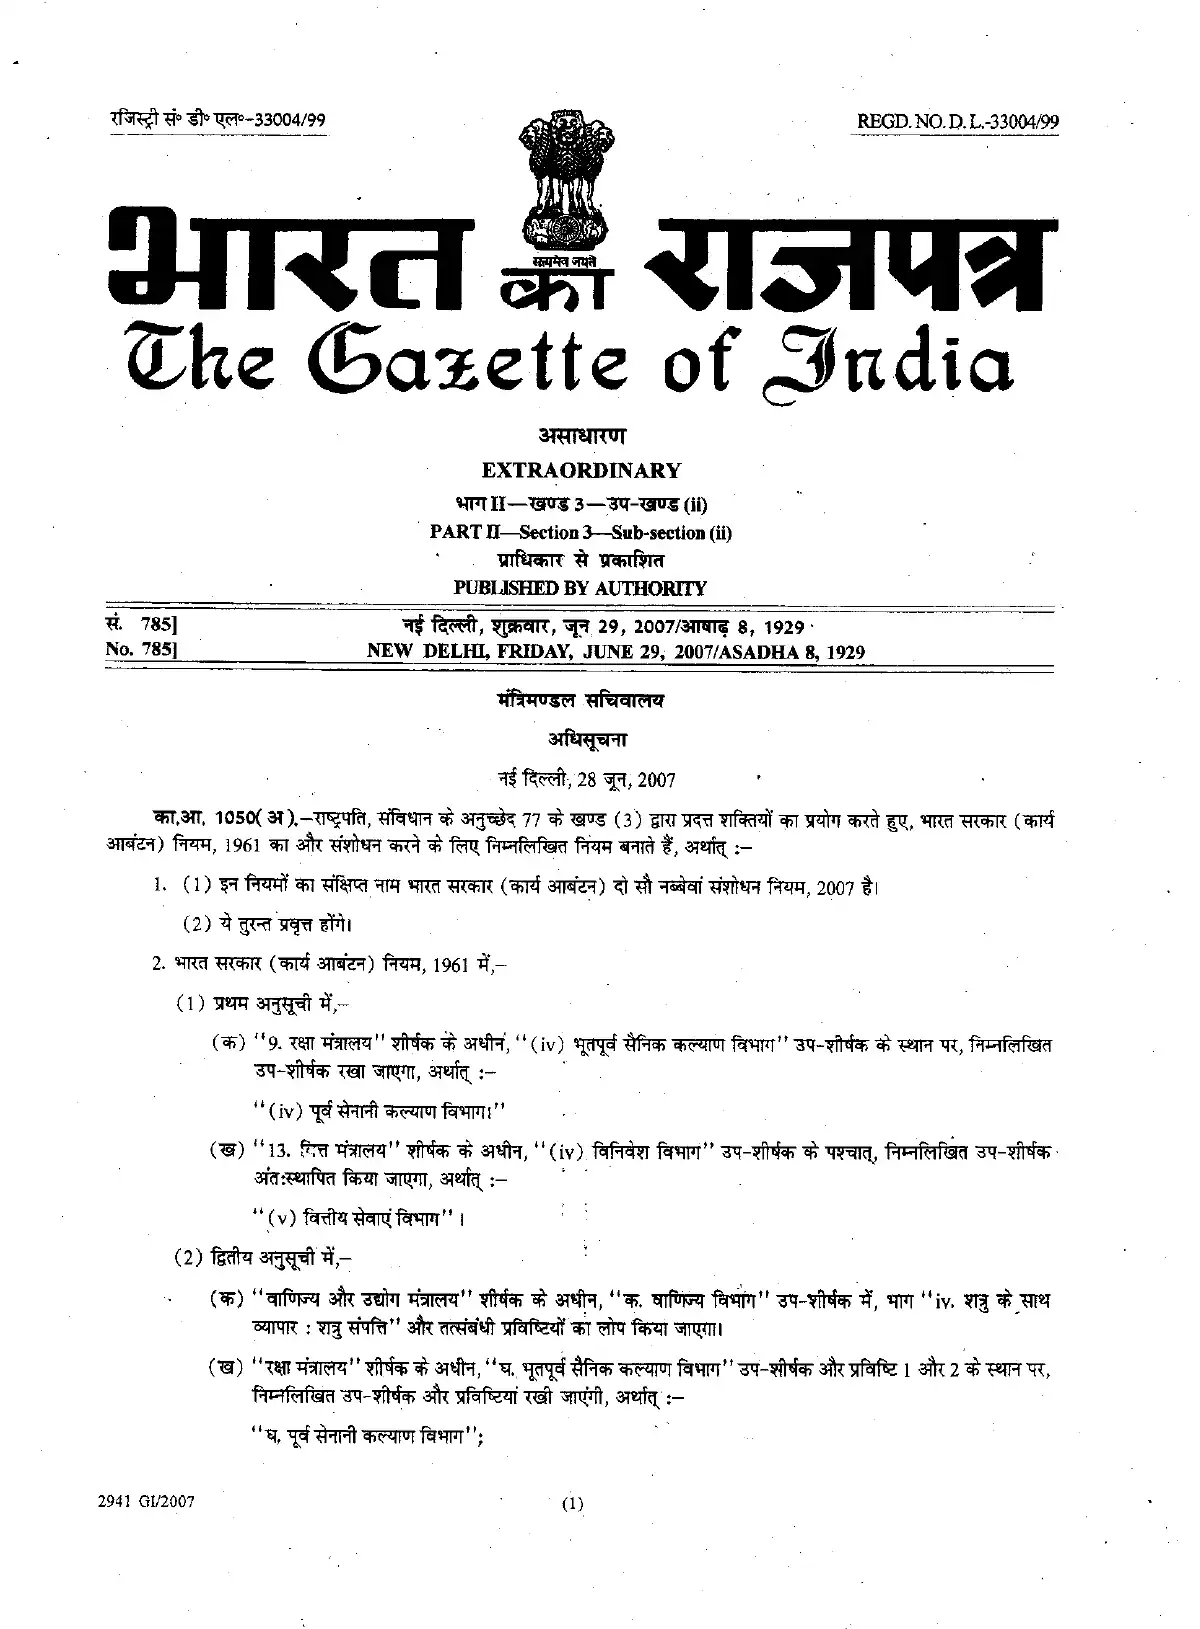 रजिस्ट्री सं० डी० एल०-33004/99
REGD. NO. D. L.-33004/99
सत्यमेव जयते
भारत का राजपत्र
The Gazette of India
असाधारण
EXTRAORDINARY
भाग II—खण्ड 3—उप-खण्ड (ii)
PART II—Section 3—Sub-section (ii)
प्राधिकार से प्रकाशित
PUBLISHED BY AUTHORITY
सं. 785] नई दिल्ली, शुक्रवार, जून 29, 2007/आषाढ़ 8, 1929
No. 785] NEW DELHI, FRIDAY, JUNE 29, 2007/ASADHA 8, 1929
मंत्रिमण्डल सचिवालय
अधिसूचना
नई दिल्ली, 28 जून, 2007
का.आ. 1050(अ).—राष्ट्रपति, संविधान के अनुच्छेद 77 के खण्ड (3) द्वारा प्रदत्त शक्तियों का प्रयोग करते हुए, भारत सरकार (कार्य
आबंटन) नियम, 1961 का और संशोधन करने के लिए निम्नलिखित नियम बनाते हैं, अर्थात् :—
1. (1) इन नियमों का संक्षिप्त नाम भारत सरकार (कार्य आबंटन) दो सौ नब्बेवां संशोधन नियम, 2007 है।
(2) ये तुरन्त प्रवृत्त होंगे।
2. भारत सरकार (कार्य आबंटन) नियम, 1961 में,—
(1) प्रथम अनुसूची में,—
(क) "9. रक्षा मंत्रालय" शीर्षक के अधीन, "(iv) भूतपूर्व सैनिक कल्याण विभाग" उप-शीर्षक के स्थान पर, निम्नलिखित
उप-शीर्षक रखा जाएगा, अर्थात् :—
"(iv) पूर्व सेनानी कल्याण विभाग।"
(ख) "13. वित्त मंत्रालय" शीर्षक के अधीन, "(iv) विनिवेश विभाग" उप-शीर्षक के पश्चात्, निम्नलिखित उप-शीर्षक
अंतःस्थापित किया जाएगा, अर्थात् :—
"(v) वित्तीय सेवाएं विभाग" ।
(2) द्वितीय अनुसूची में,—
(क) "वाणिज्य और उद्योग मंत्रालय" शीर्षक के अधीन, "क. वाणिज्य विभाग" उप-शीर्षक में, भाग "iv. शत्रु के साथ
व्यापार : शत्रु संपत्ति" और तत्संबंधी प्रविष्टियों का लोप किया जाएगा।
(ख) "रक्षा मंत्रालय" शीर्षक के अधीन, "घ. भूतपूर्व सैनिक कल्याण विभाग" उप-शीर्षक और प्रविष्टि 1 और 2 के स्थान पर,
निम्नलिखित उप-शीर्षक और प्रविष्टियां रखी जाएंगी, अर्थात् :—
"घ. पूर्व सेनानी कल्याण विभाग";
2941 GI/2007
(1)